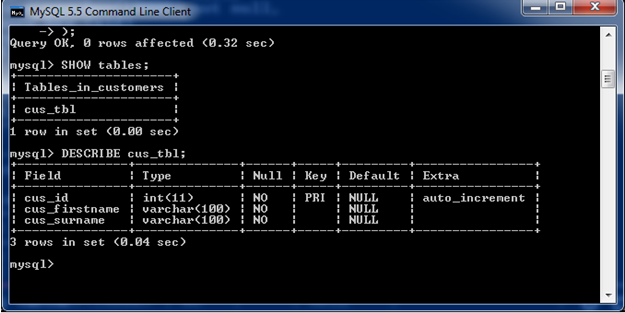 MySQL 5.5 Command Line Client
    -> );
Query OK, 0 rows affected (0.32 sec)
mysql> SHOW tables;
+---------------------+
| Tables_in_customers |
+---------------------+
| cus_tbl             |
+---------------------+
1 row in set (0.00 sec)
mysql> DESCRIBE cus_tbl;
+---------------+--------------+------+-----+---------+----------------+
| Field         | Type         | Null | Key | Default | Extra          |
+---------------+--------------+------+-----+---------+----------------+
| cus_id        | int(11)      | NO   | PRI | NULL    | auto_increment |
| cus_firstname | varchar(100) | NO   |     | NULL    |                |
| cus_surname   | varchar(100) | NO   |     | NULL    |                |
+---------------+--------------+------+-----+---------+----------------+
3 rows in set (0.04 sec)
mysql>